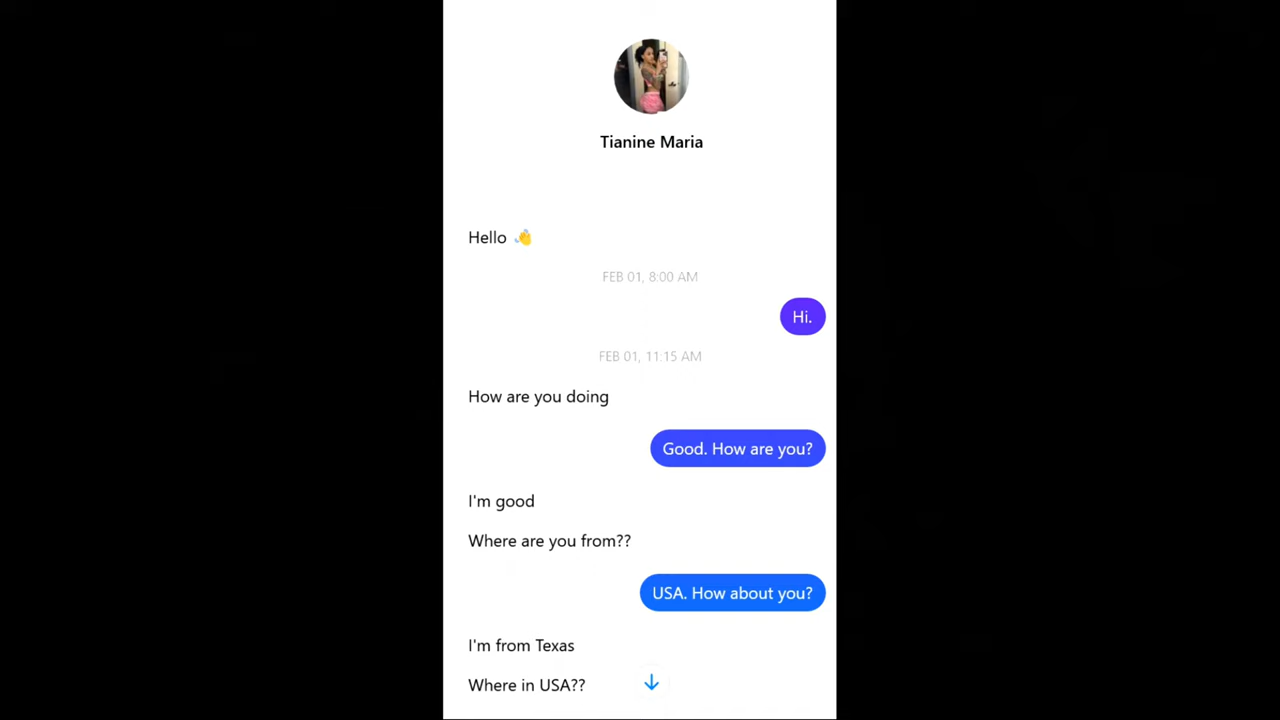 Tianine Maria
Hello 👋
FEB 01, 8:00 AM
Hi.
FEB 01, 11:15 AM
How are you doing
Good. How are you?
I'm good
Where are you from??
USA. How about you?
I'm from Texas
Where in USA??